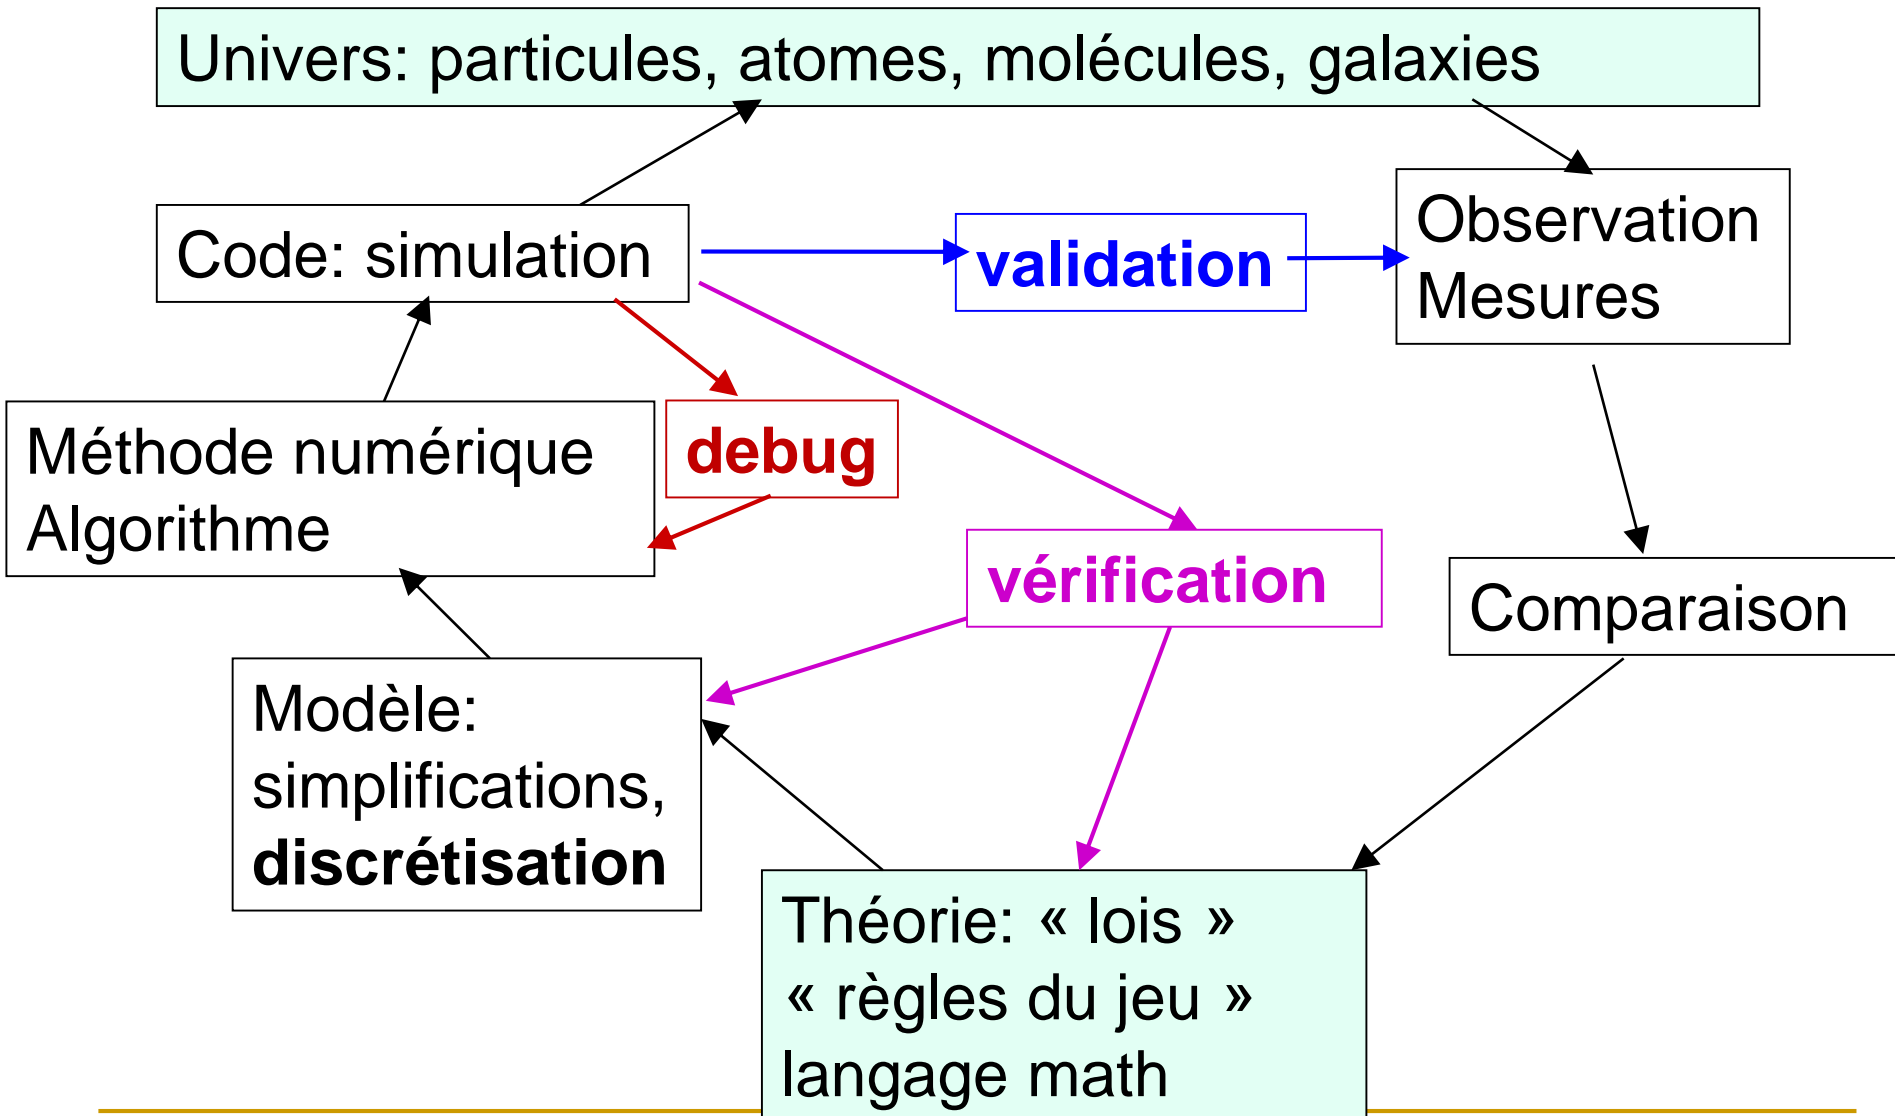 Univers: particules, atomes, molécules, galaxies
Code: simulation
validation
Observation
Mesures
Méthode numérique
Algorithme
debug
vérification
Comparaison
Modèle:
simplifications,
discrétisation
Théorie: « lois »
« règles du jeu »
langage math